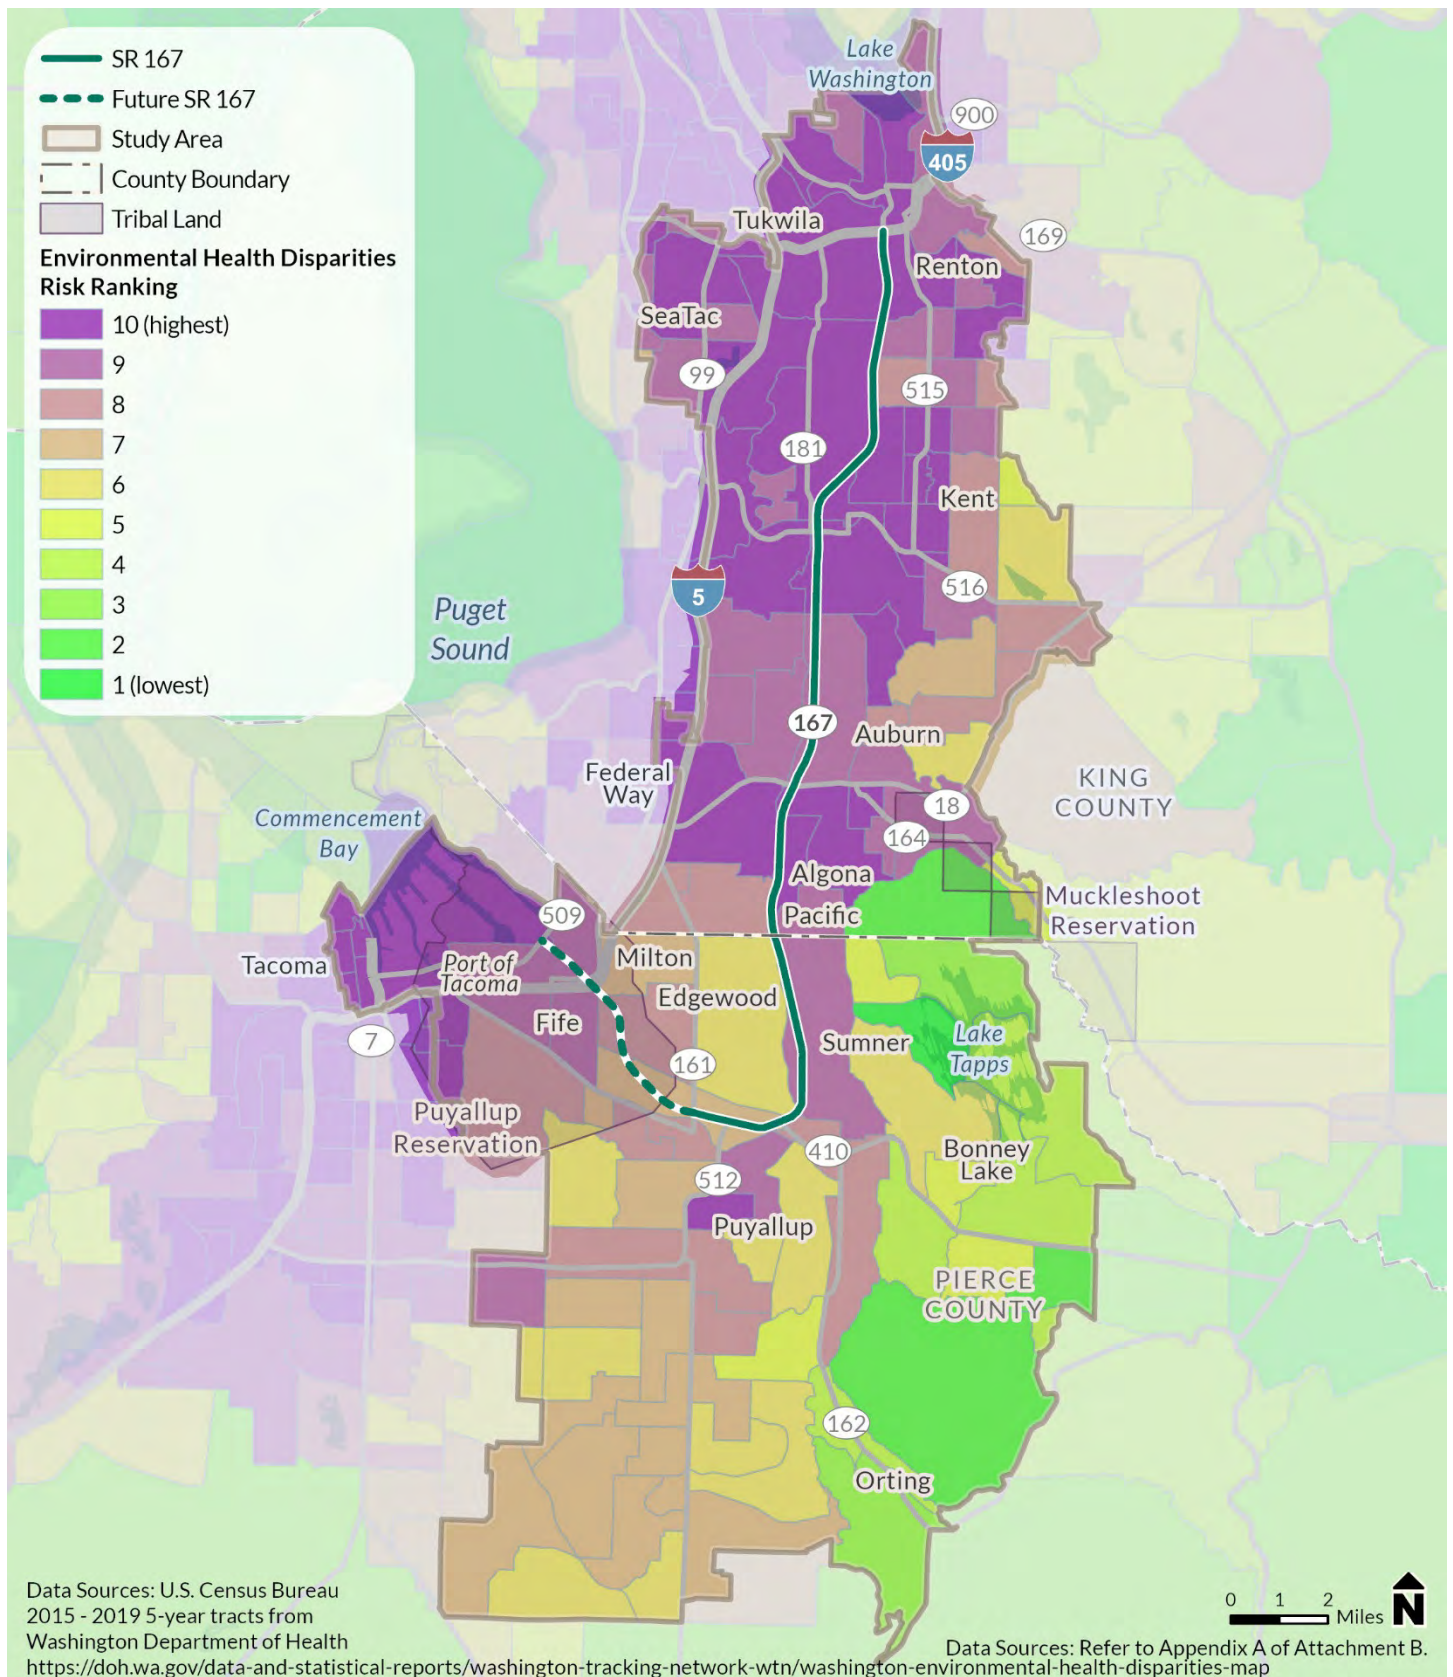 SR 167
Future SR 167
Study Area
County Boundary
Tribal Land
Environmental Health Disparities
Risk Ranking
10 (highest)
9
8
7
6
5
4
3
2
1 (lowest)
Lake
Washington
900
405
Tukwila
169
Renton
SeaTac
99
515
181
Kent
516
5
Puget
Sound
167
Auburn
Federal
Way
KING
COUNTY
18
Commencement
Bay
164
Algona
Muckleshoot
Reservation
Pacific
509
Tacoma
Port of
Tacoma
Milton
Edgewood
Fife
7
161
Sumner
Lake
Tapps
Puyallup
Reservation
410
Bonney
Lake
512
Puyallup
PIERCE
COUNTY
162
Orting
Data Sources: U.S. Census Bureau
2015 - 2019 5-year tracts from
Washington Department of Health
https://doh.wa.gov/data-and-statistical-reports/washington-tracking-network-wtn/washington-environmental-health-disparities-map
0 1 2
Miles
N
Data Sources: Refer to Appendix A of Attachment B.